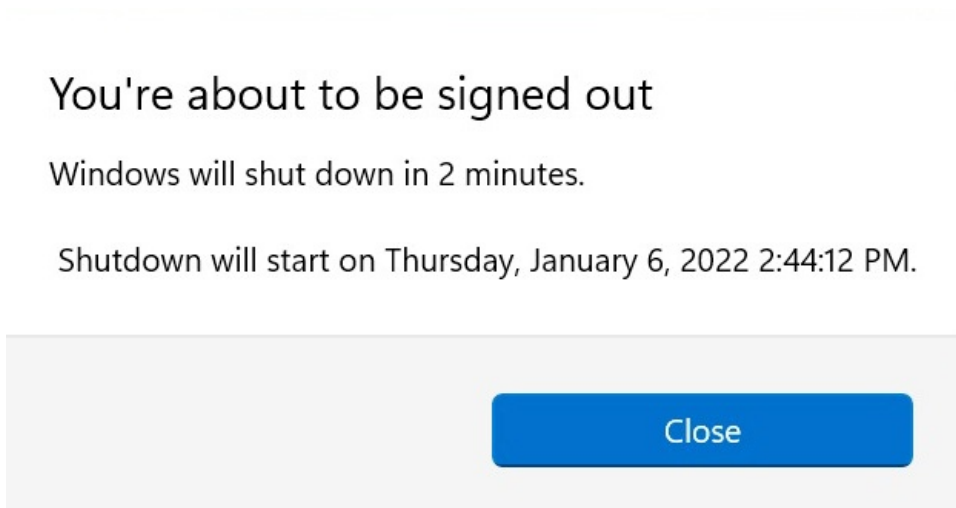 You're about to be signed out
Windows will shut down in 2 minutes.
Shutdown will start on Thursday, January 6, 2022 2:44:12 PM.
Close